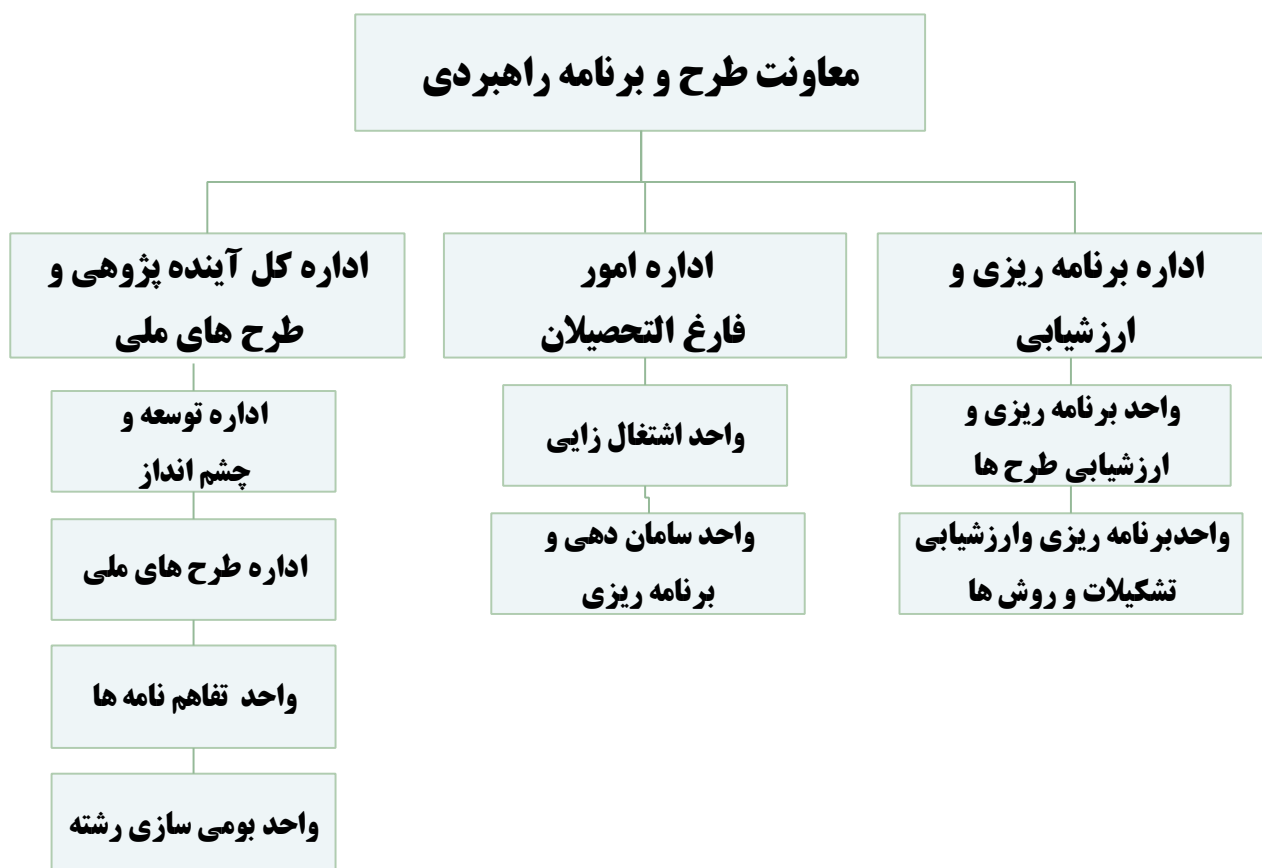 معاونت طرح و برنامه راهبردی
اداره برنامه ریزی و
ارزشیابی
واحد برنامه ریزی و
ارزشیابی طرح ها
واحدبرنامه ریزی وارزشیابی
تشکیلات و روش ها
اداره امور
فارغ التحصیلان
واحد اشتغال زایی
واحد سامان دهی و
برنامه ریزی
اداره کل آینده پژوهی و
طرح های ملی
اداره توسعه و
چشم انداز
اداره طرح های ملی
واحد تفاهم نامه ها
واحد بومی سازی رشته